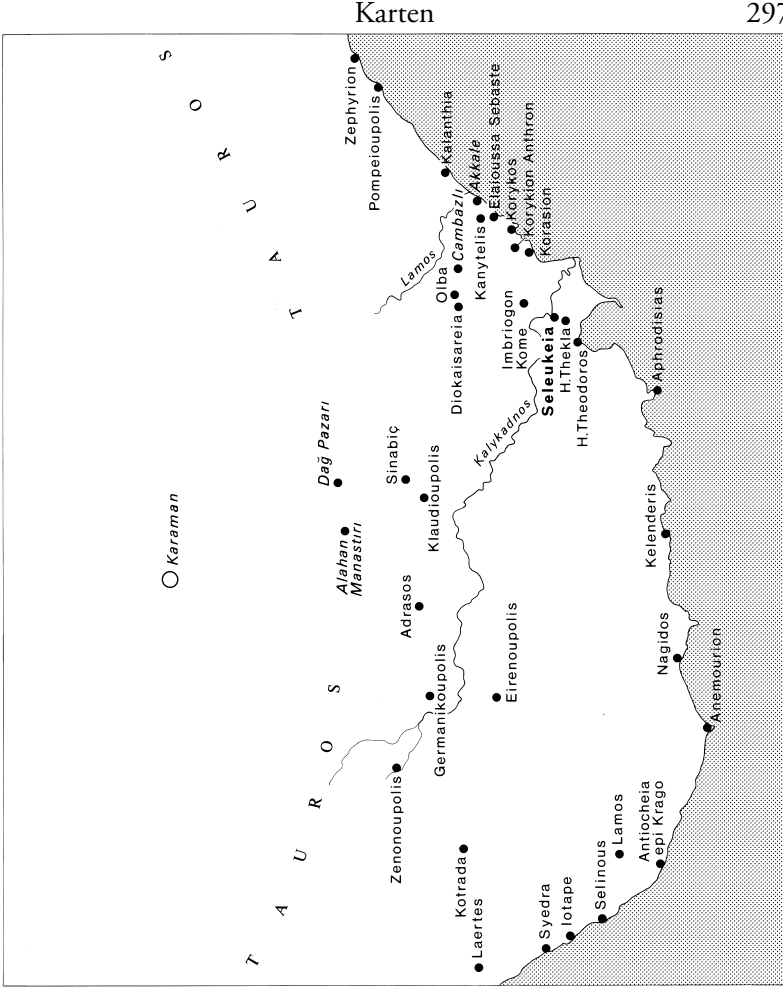 Karten
297
T A U R O S
T A U R O S
Karaman
Dağ Pazarı
Alahan
Manastırı
Sinabiç
Klaudioupolis
Adrasos
Germanikoupolis
Zenonoupolis
Eirenoupolis
Kotrada
Laertes
Syedra
Iotape
Selinous
Lamos
Antiocheia
epi Krago
Anemourion
Nagidos
Kelenderis
Aphrodisias
Kalykadnos
H.Theodoros
H.Thekla
Seleukeia
Imbriogon
Kome
Diokaisareia
Olba
Cambazlı
Lamos
Kanytelis
Korasion
Korykion Anthron
Korykos
Elaioussa Sebaste
Akkale
Kalanthia
Pompeioupolis
Zephyrion